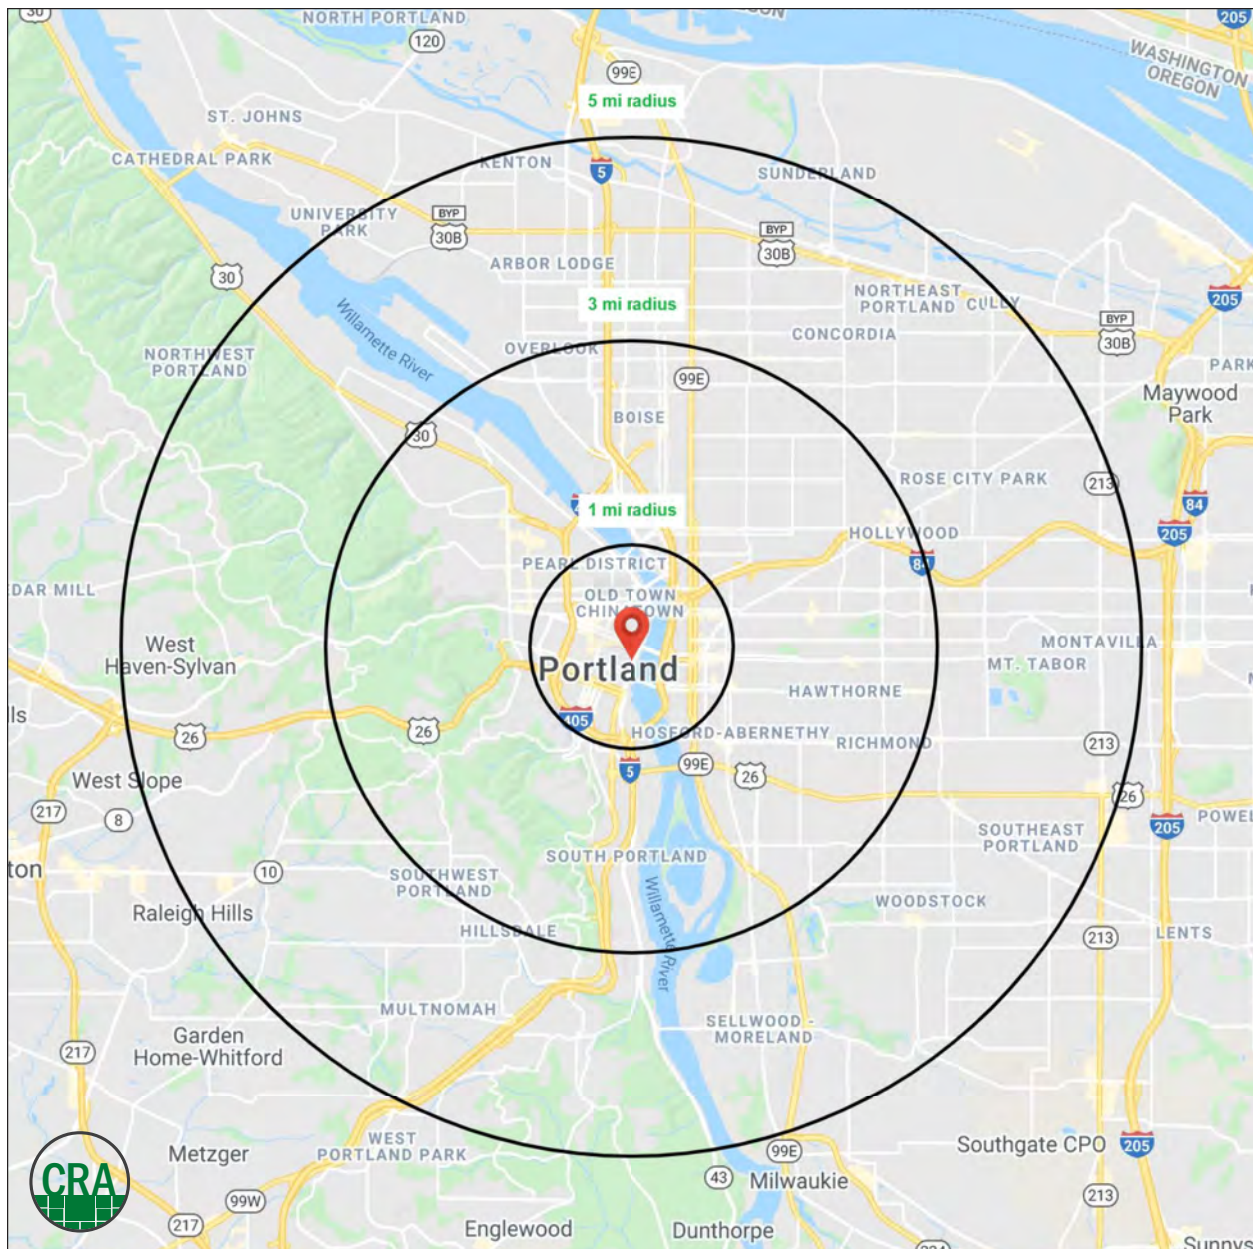 30
NORTH PORTLAND
OREGON
205
120
99E
WASHINGTON
OREGON
5 mi radius
ST. JOHNS
CATHEDRAL PARK
KENTON
5
SUNDERLAND
UNIVERSITY
PARK
BYP
30B
BYP
30B
ARBOR LODGE
30
NORTHEAST
PORTLAND
CULLY
205
3 mi radius
Willamette River
CONCORDIA
BYP
30B
NORTHWEST
PORTLAND
OVERLOOK
PARK
99E
Maywood
Park
BOISE
30
ROSE CITY PARK
213
84
1 mi radius
HOLLYWOOD
205
PEARL DISTRICT
84
EDAR MILL
OLD TOWN
CHINATOWN
West
Haven-Sylvan
MONTAVILLA
Portland
MT. TABOR
HAWTHORNE
lls
405
26
26
HOSFORD-ABERNETHY
RICHMOND
213
99E
5
26
West Slope
26
217
8
POWEL
205
SOUTHEAST
PORTLAND
SOUTH PORTLAND
ton
10
SOUTHWEST
PORTLAND
Willamette River
WOODSTOCK
Raleigh Hills
HILLSDALE
213
LENTS
MULTNOMAH
SELLWOOD -
MORELAND
Garden
Home-Whitford
217
WEST
PORTLAND PARK
Metzger
99E
Southgate CPO
205
CRA
43
Milwaukie
99W
213
217
Englewood
Dunthorpe
Sunnys